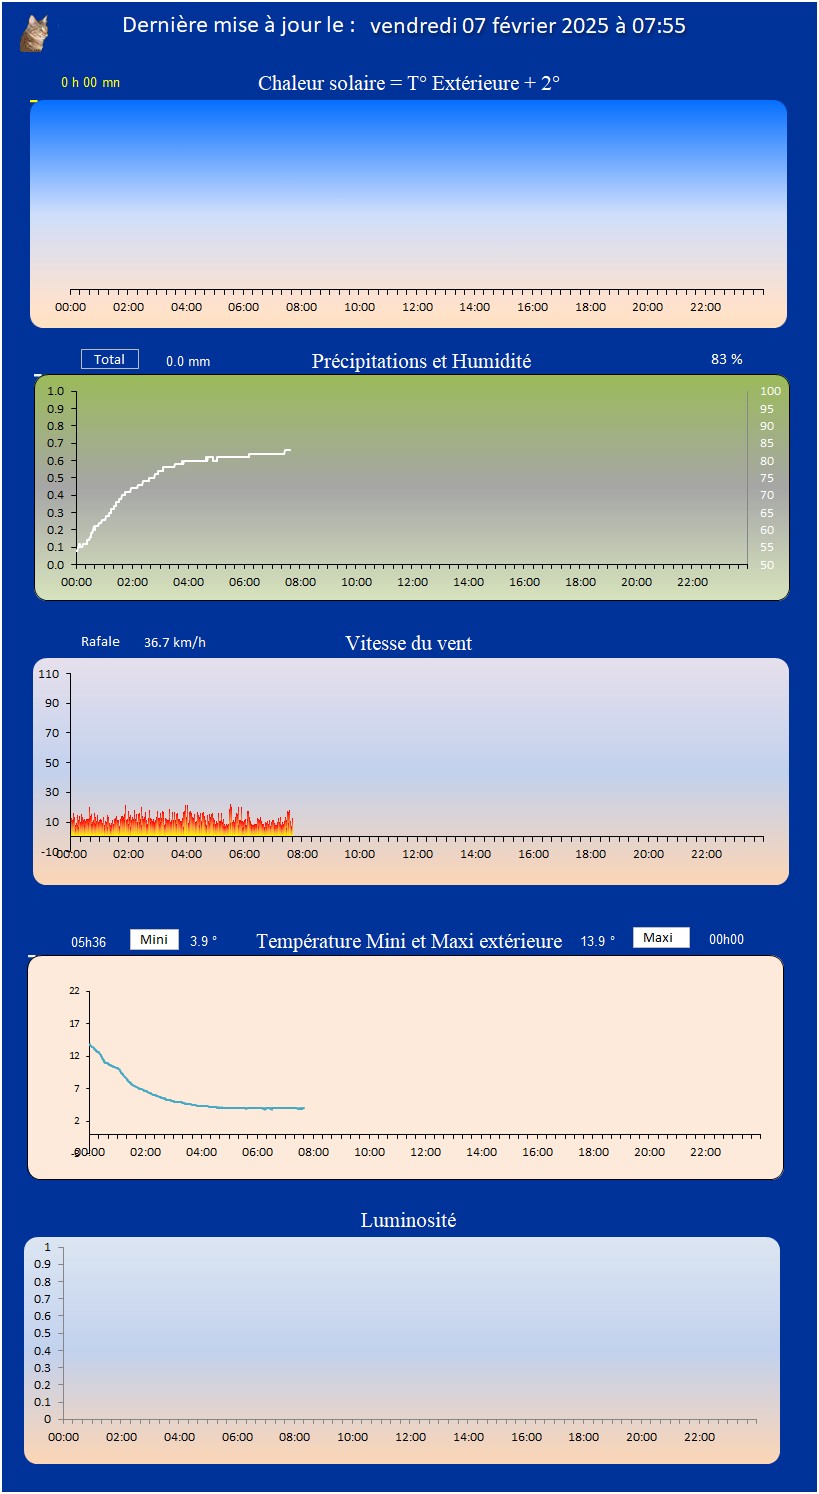 Dernière mise à jour le : vendredi 07 février 2025 à 07:55
0 h 00 mn
Chaleur solaire = T° Extérieure + 2°
00:00 02:00 04:00 06:00 08:00 10:00 12:00 14:00 16:00 18:00 20:00 22:00
Total 0.0 mm Précipitations et Humidité 83 %
1.0 100
0.9 95
0.8 90
0.7 85
0.6 80
0.5 75
0.4 70
0.3 65
0.2 60
0.1 55
0.0 50
00:00 02:00 04:00 06:00 08:00 10:00 12:00 14:00 16:00 18:00 20:00 22:00
Rafale 36.7 km/h Vitesse du vent
110
90
70
50
30
10
-10
00:00 02:00 04:00 06:00 08:00 10:00 12:00 14:00 16:00 18:00 20:00 22:00
05h36 Mini 3.9 ° Température Mini et Maxi extérieure 13.9 ° Maxi 00h00
22
17
12
7
2
00:00 02:00 04:00 06:00 08:00 10:00 12:00 14:00 16:00 18:00 20:00 22:00
Luminosité
1
0.9
0.8
0.7
0.6
0.5
0.4
0.3
0.2
0.1
0
00:00 02:00 04:00 06:00 08:00 10:00 12:00 14:00 16:00 18:00 20:00 22:00